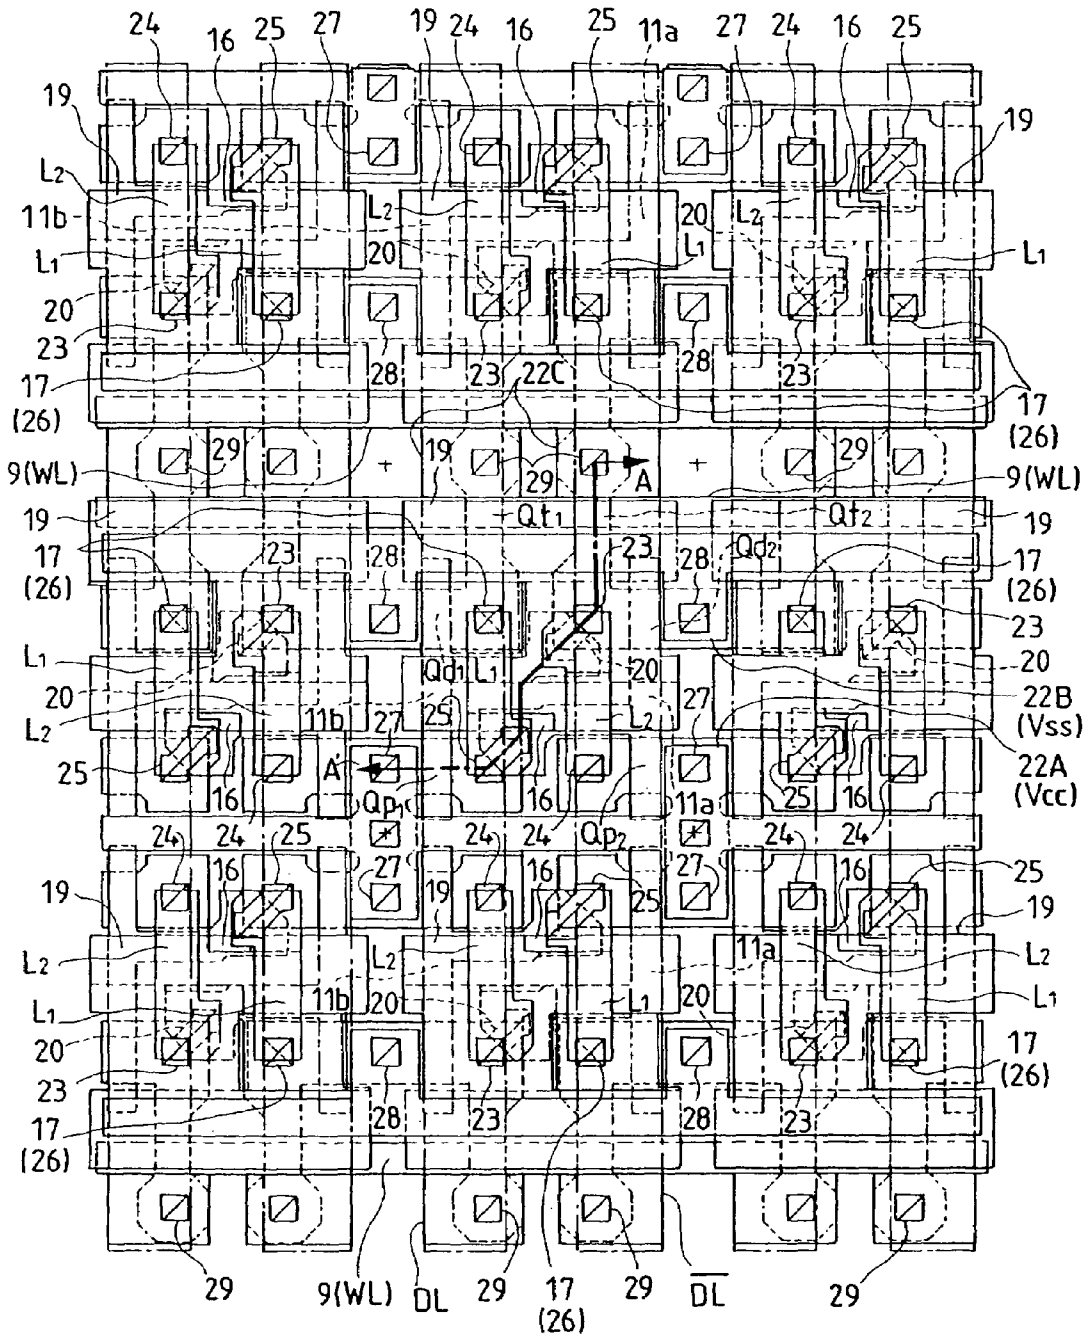 24 16 25 27 19 24 16 25 11a 27 24 16 25
19 19
L2 L2 L2
11b 20 L1 20 L1
L1
20
23 28 23 28 23
17 22C 17
(26) (26)
9(WL) 29 19 29 A 29 9(WL)
19 Qt1 Qt2 19
17 23 28 23 28 Qd2 17
(26) (26)
23
L1 Qd1 L1 20 20
20 27 22B
L2 11b 27 25 L2 (Vss)
25 A 22A
16 Qp1 16 11a 25 16 (Vcc)
24 24 25 24 24 Qp2 24 24
16 27 19 16 25 27 16 25
19 19
L2 L2 11a L2
L1 11b L1 L1
20 20 20
23 28 23 28 23 17
17 (26)
(26)
29 9(WL) DL 29 17 29 D̅L̅ 29
(26)